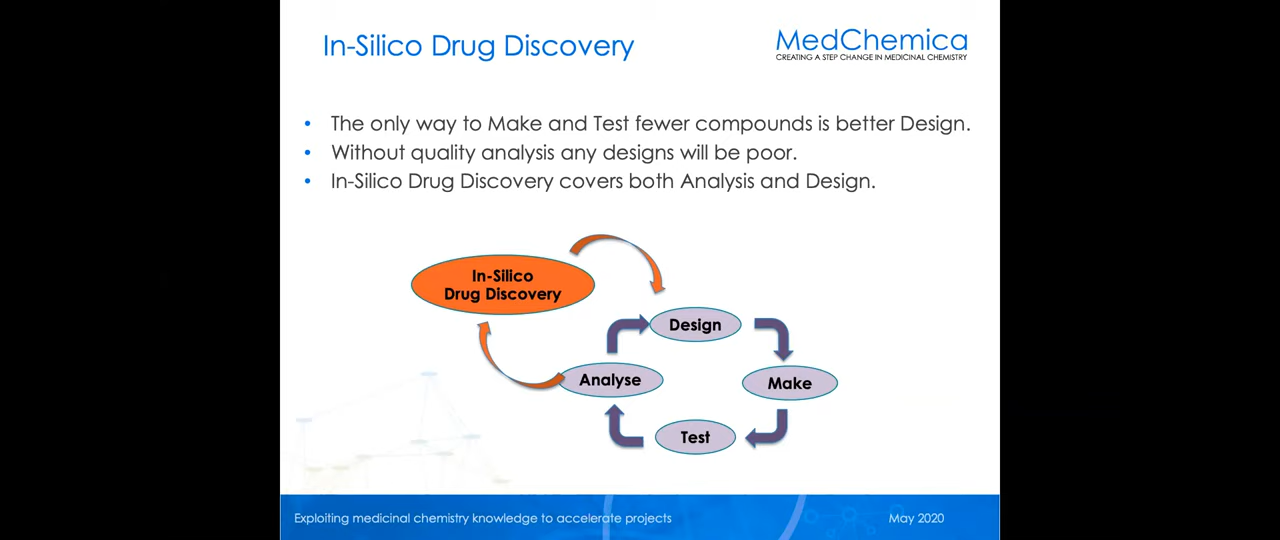 In-Silico Drug Discovery
MedChemica
CREATING A STEP CHANGE IN MEDICINAL CHEMISTRY
• The only way to Make and Test fewer compounds is better Design.
• Without quality analysis any designs will be poor.
• In-Silico Drug Discovery covers both Analysis and Design.
In-Silico
Drug Discovery
Design
Analyse
Make
Test
Exploiting medicinal chemistry knowledge to accelerate projects
May 2020